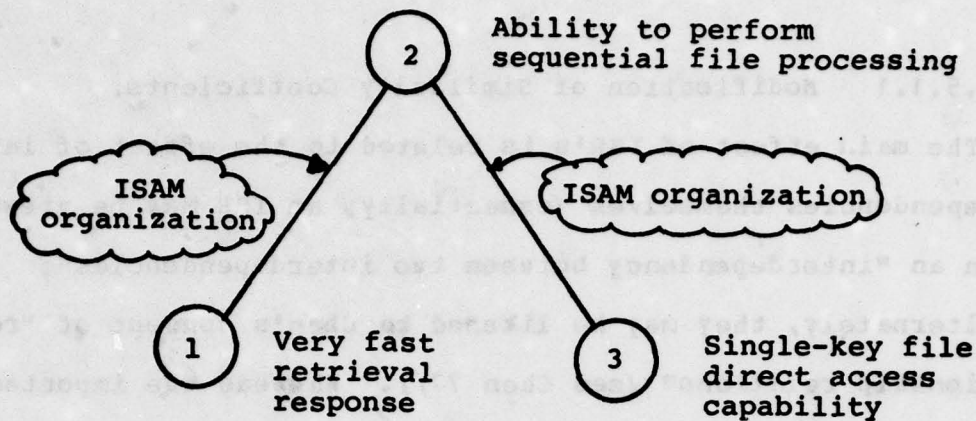 2
Ability to perform
sequential file processing
ISAM
organization
ISAM organization
1
Very fast
retrieval
response
3
Single-key file
direct access
capability